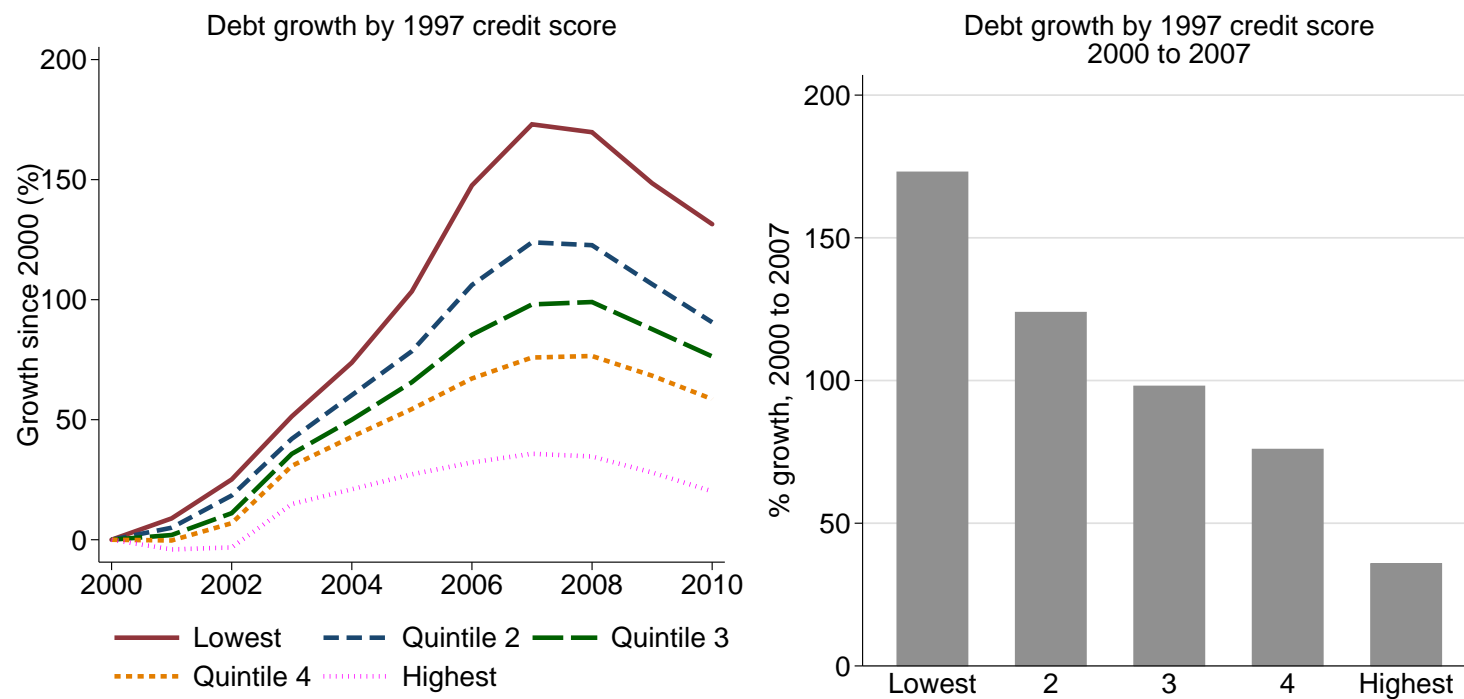 Debt growth by 1997 credit score
Growth since 2000 (%)
200
150
100
50
0
2000 2002 2004 2006 2008 2010
Lowest Quintile 2 Quintile 3
Quintile 4 Highest
Debt growth by 1997 credit score
2000 to 2007
% growth, 2000 to 2007
200
150
100
50
0
Lowest 2 3 4 Highest